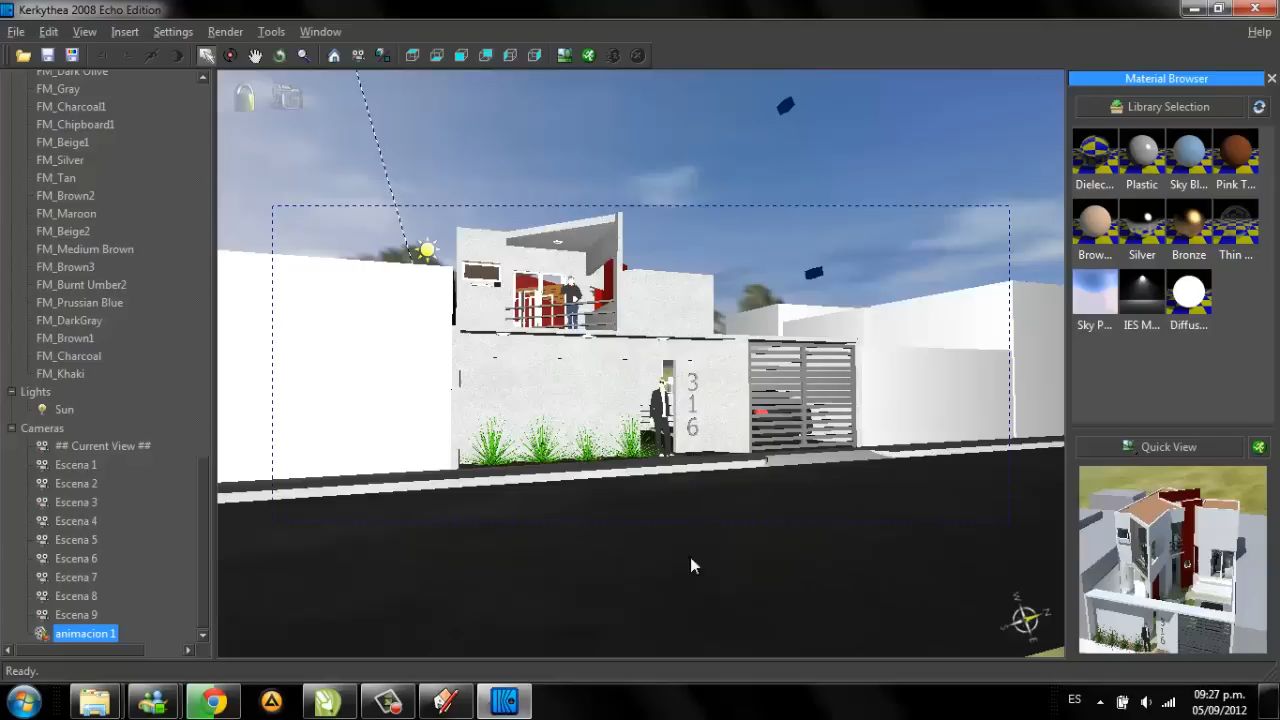 Kerkythea 2008 Echo Edition
File Edit View Insert Settings Render Tools Window Help
FM_Dark Olive
FM_Gray
FM_Charcoal1
FM_Chipboard1
FM_Beige1
FM_Silver
FM_Tan
FM_Brown2
FM_Maroon
FM_Beige2
FM_Medium Brown
FM_Brown3
FM_Burnt Umber2
FM_Prussian Blue
FM_DarkGray
FM_Brown1
FM_Charcoal
FM_Khaki
Lights
Sun
Cameras
## Current View ##
Escena 1
Escena 2
Escena 3
Escena 4
Escena 5
Escena 6
Escena 7
Escena 8
Escena 9
animacion 1
3
1
6
N
E
S
W
Material Browser
Library Selection
Dielec... Plastic Sky Bl... Pink T...
Brow... Silver Bronze Thin ...
Sky P... IES M... Diffus...
Quick View
316
Ready.
ES
09:27 p.m.
05/09/2012